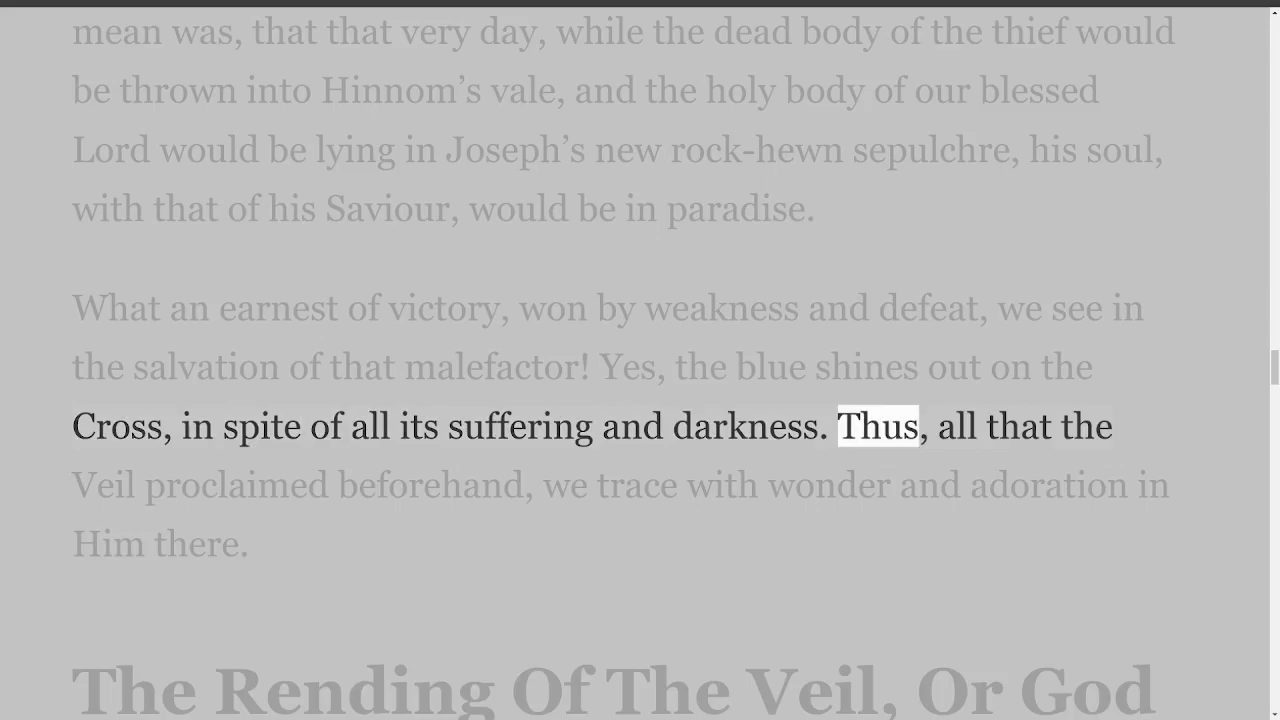 mean was, that that very day, while the dead body of the thief would
be thrown into Hinnom’s vale, and the holy body of our blessed
Lord would be lying in Joseph’s new rock-hewn sepulchre, his soul,
with that of his Saviour, would be in paradise.
What an earnest of victory, won by weakness and defeat, we see in
the salvation of that malefactor! Yes, the blue shines out on the
Cross, in spite of all its suffering and darkness. Thus, all that the
Veil proclaimed beforehand, we trace with wonder and adoration in
Him there.
The Rending Of The Veil, Or God